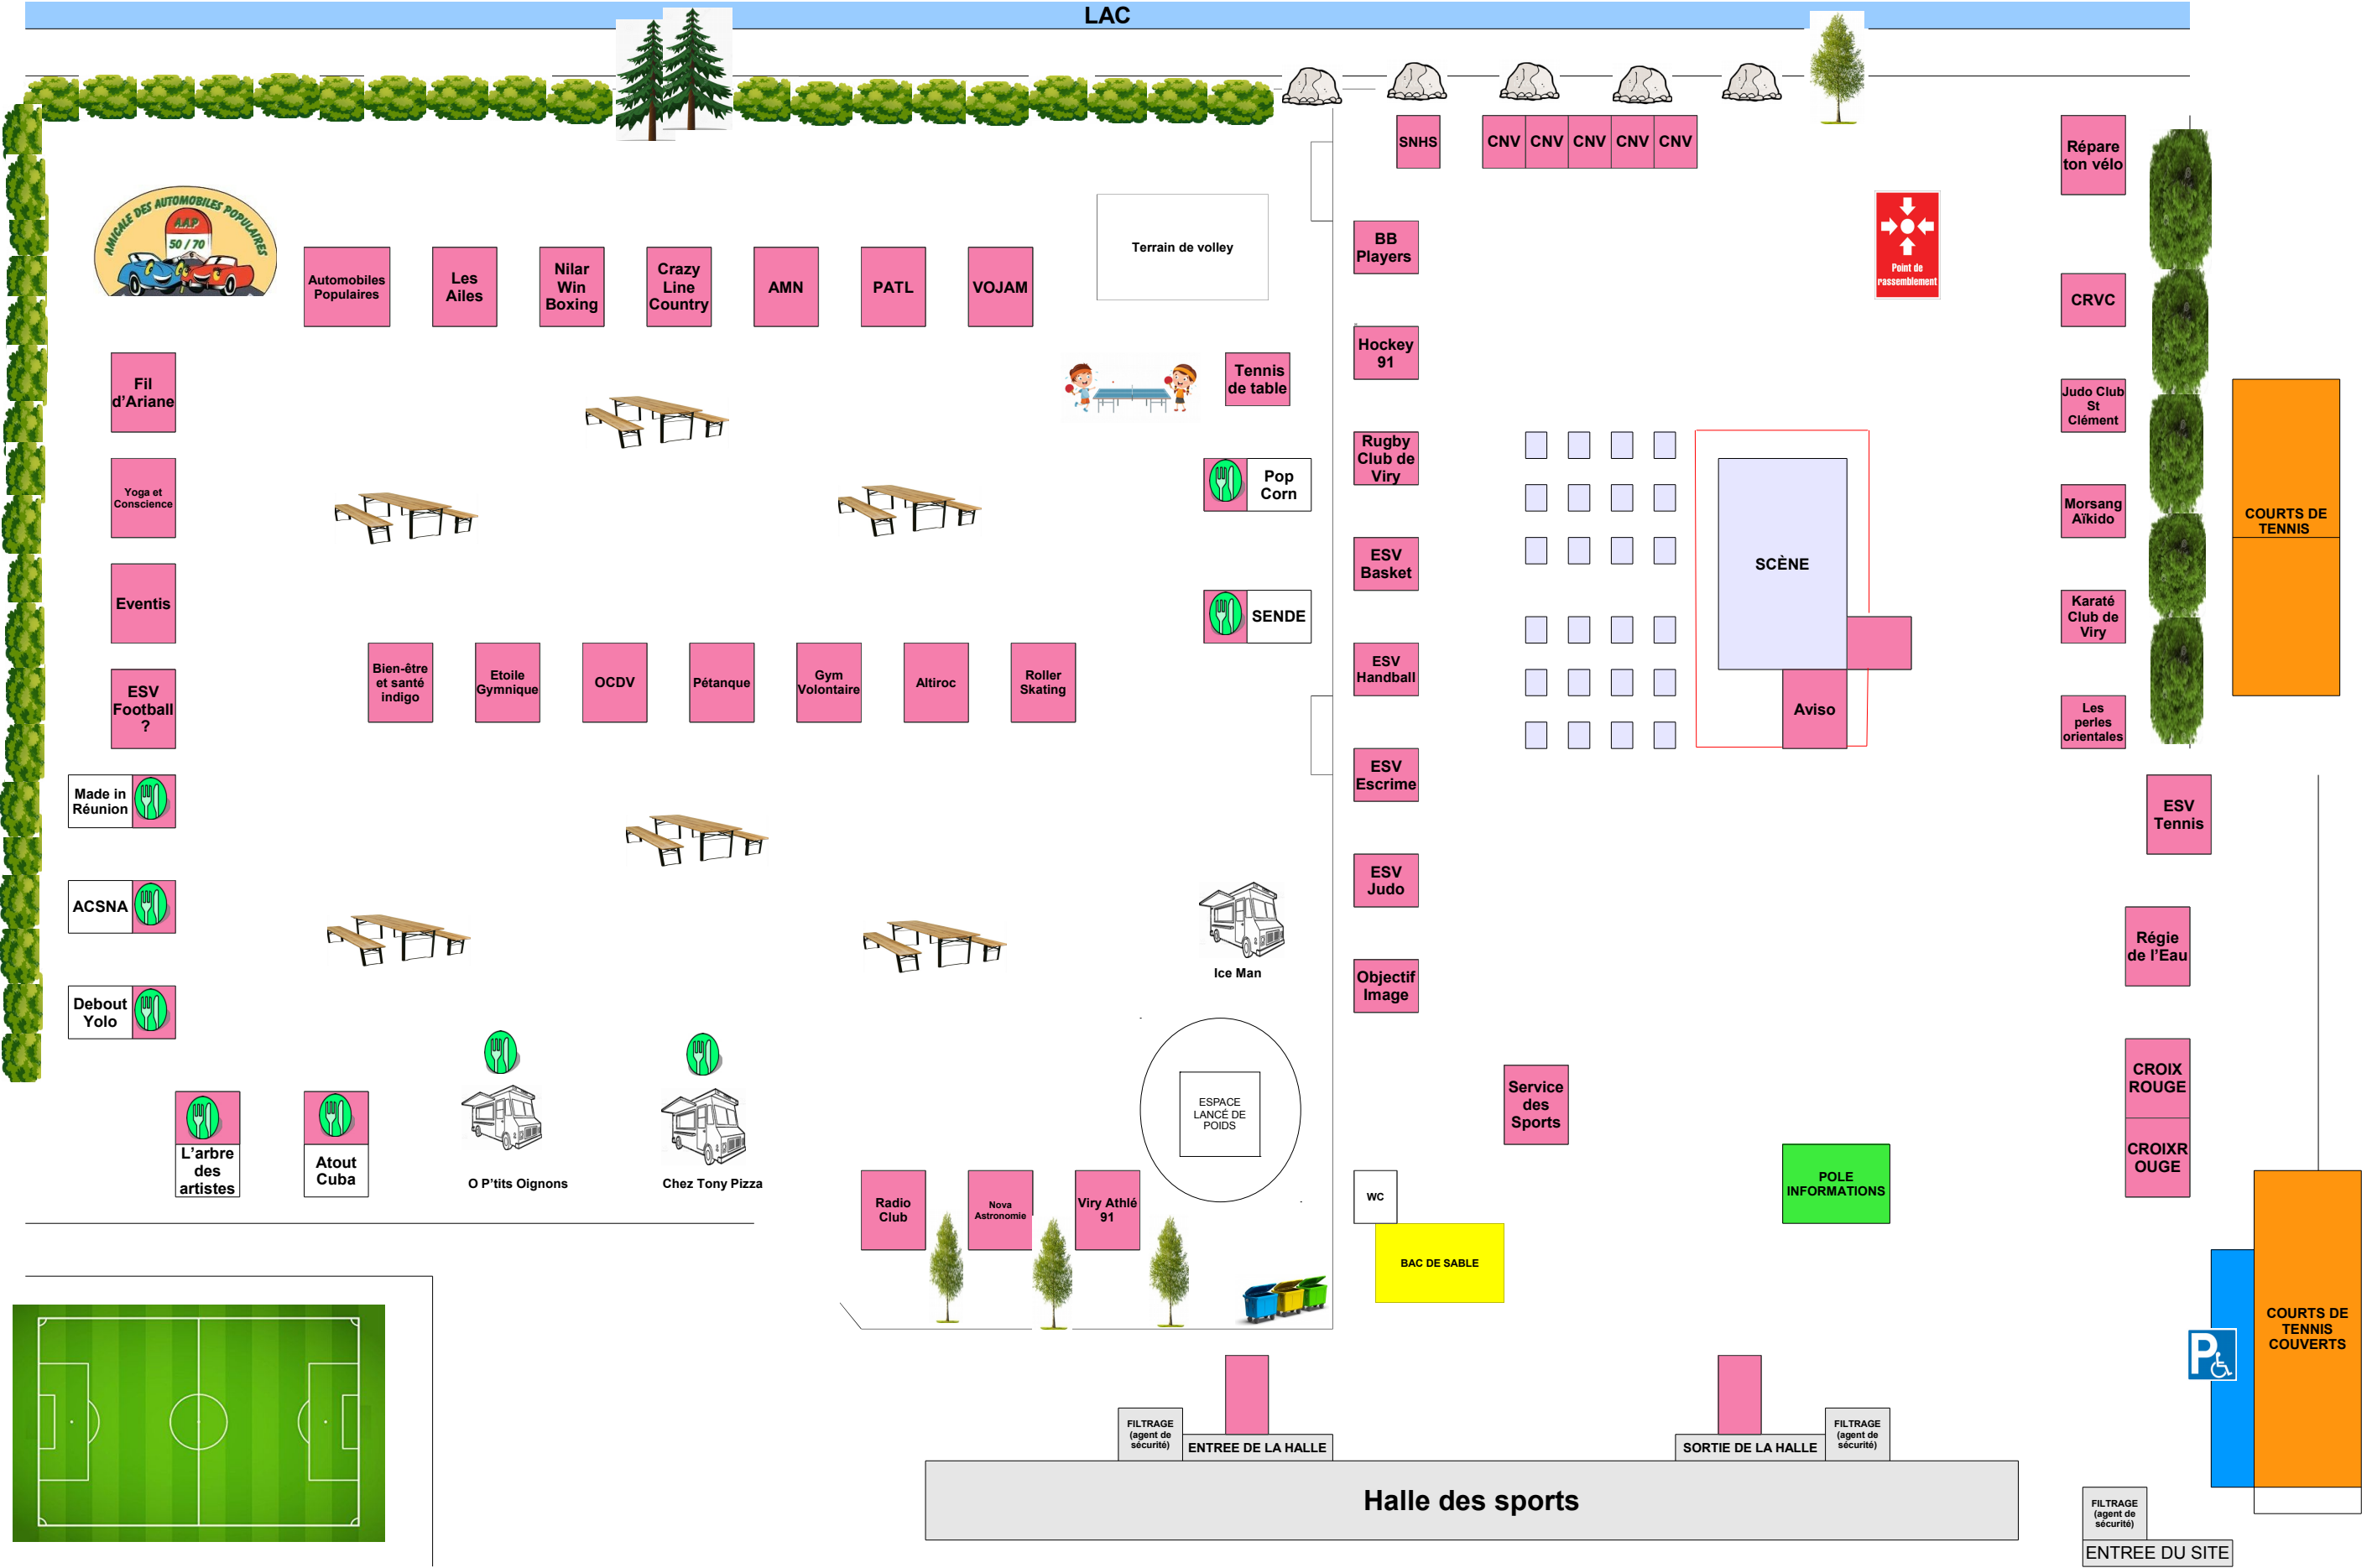 LAC
SNHS
CNV
CNV
CNV
CNV
CNV
Répare
ton vélo
AMICALE DES AUTOMOBILES POPULAIRES
AAP
50 / 70
Automobiles
Populaires
Les
Ailes
Nilar
Win
Boxing
Crazy
Line
Country
AMN
PATL
VOJAM
Terrain de volley
BB
Players
Point de
rassemblement
CRVC
Fil
d'Ariane
Tennis
de table
Hockey
91
Judo Club
St
Clément
Yoga et
Conscience
Pop
Corn
Rugby
Club de
Viry
Morsang
Aïkido
COURTS DE
TENNIS
SCÈNE
Eventis
SENDE
ESV
Basket
Karaté
Club de
Viry
ESV
Football
?
Bien-être
et santé
indigo
Etoile
Gymnique
OCDV
Pétanque
Gym
Volontaire
Altiroc
Roller
Skating
ESV
Handball
Aviso
Les
perles
orientales
Made in
Réunion
ESV
Escrime
ESV
Tennis
ACSNA
ESV
Judo
Régie
de l'Eau
Ice Man
Debout
Yolo
Objectif
Image
CROIX
ROUGE
CROIXR
OUGE
ESPACE
LANCÉ DE
POIDS
Service
des
Sports
L'arbre
des
artistes
Atout
Cuba
O P'tits Oignons
Chez Tony Pizza
Radio
Club
Nova
Astronomie
Viry Athlé
91
WC
POLE
INFORMATIONS
BAC DE SABLE
COURTS DE
TENNIS
COUVERTS
P
FILTRAGE
(agent de
sécurité)
ENTREE DE LA HALLE
SORTIE DE LA HALLE
FILTRAGE
(agent de
sécurité)
Halle des sports
FILTRAGE
(agent de
sécurité)
ENTREE DU SITE